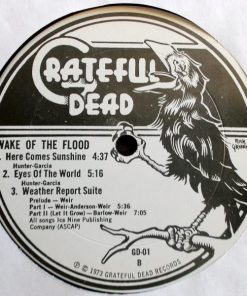 GRATEFUL
DEAD
RICK
GRIFFIN
WAKE OF THE FLOOD
1. Here Comes Sunshine 4:37
Hunter-Garcia
2. Eyes Of The World 5:16
Hunter-Garcia
3. Weather Report Suite
Prelude — Weir
Part I — Weir-Anderson-Weir 5:36
Part II (Let It Grow) — Barlow-Weir 7:05
All songs Ice Nine Publishing
Company (ASCAP)
GD-01
B
℗ © 1973 GRATEFUL DEAD RECORDS